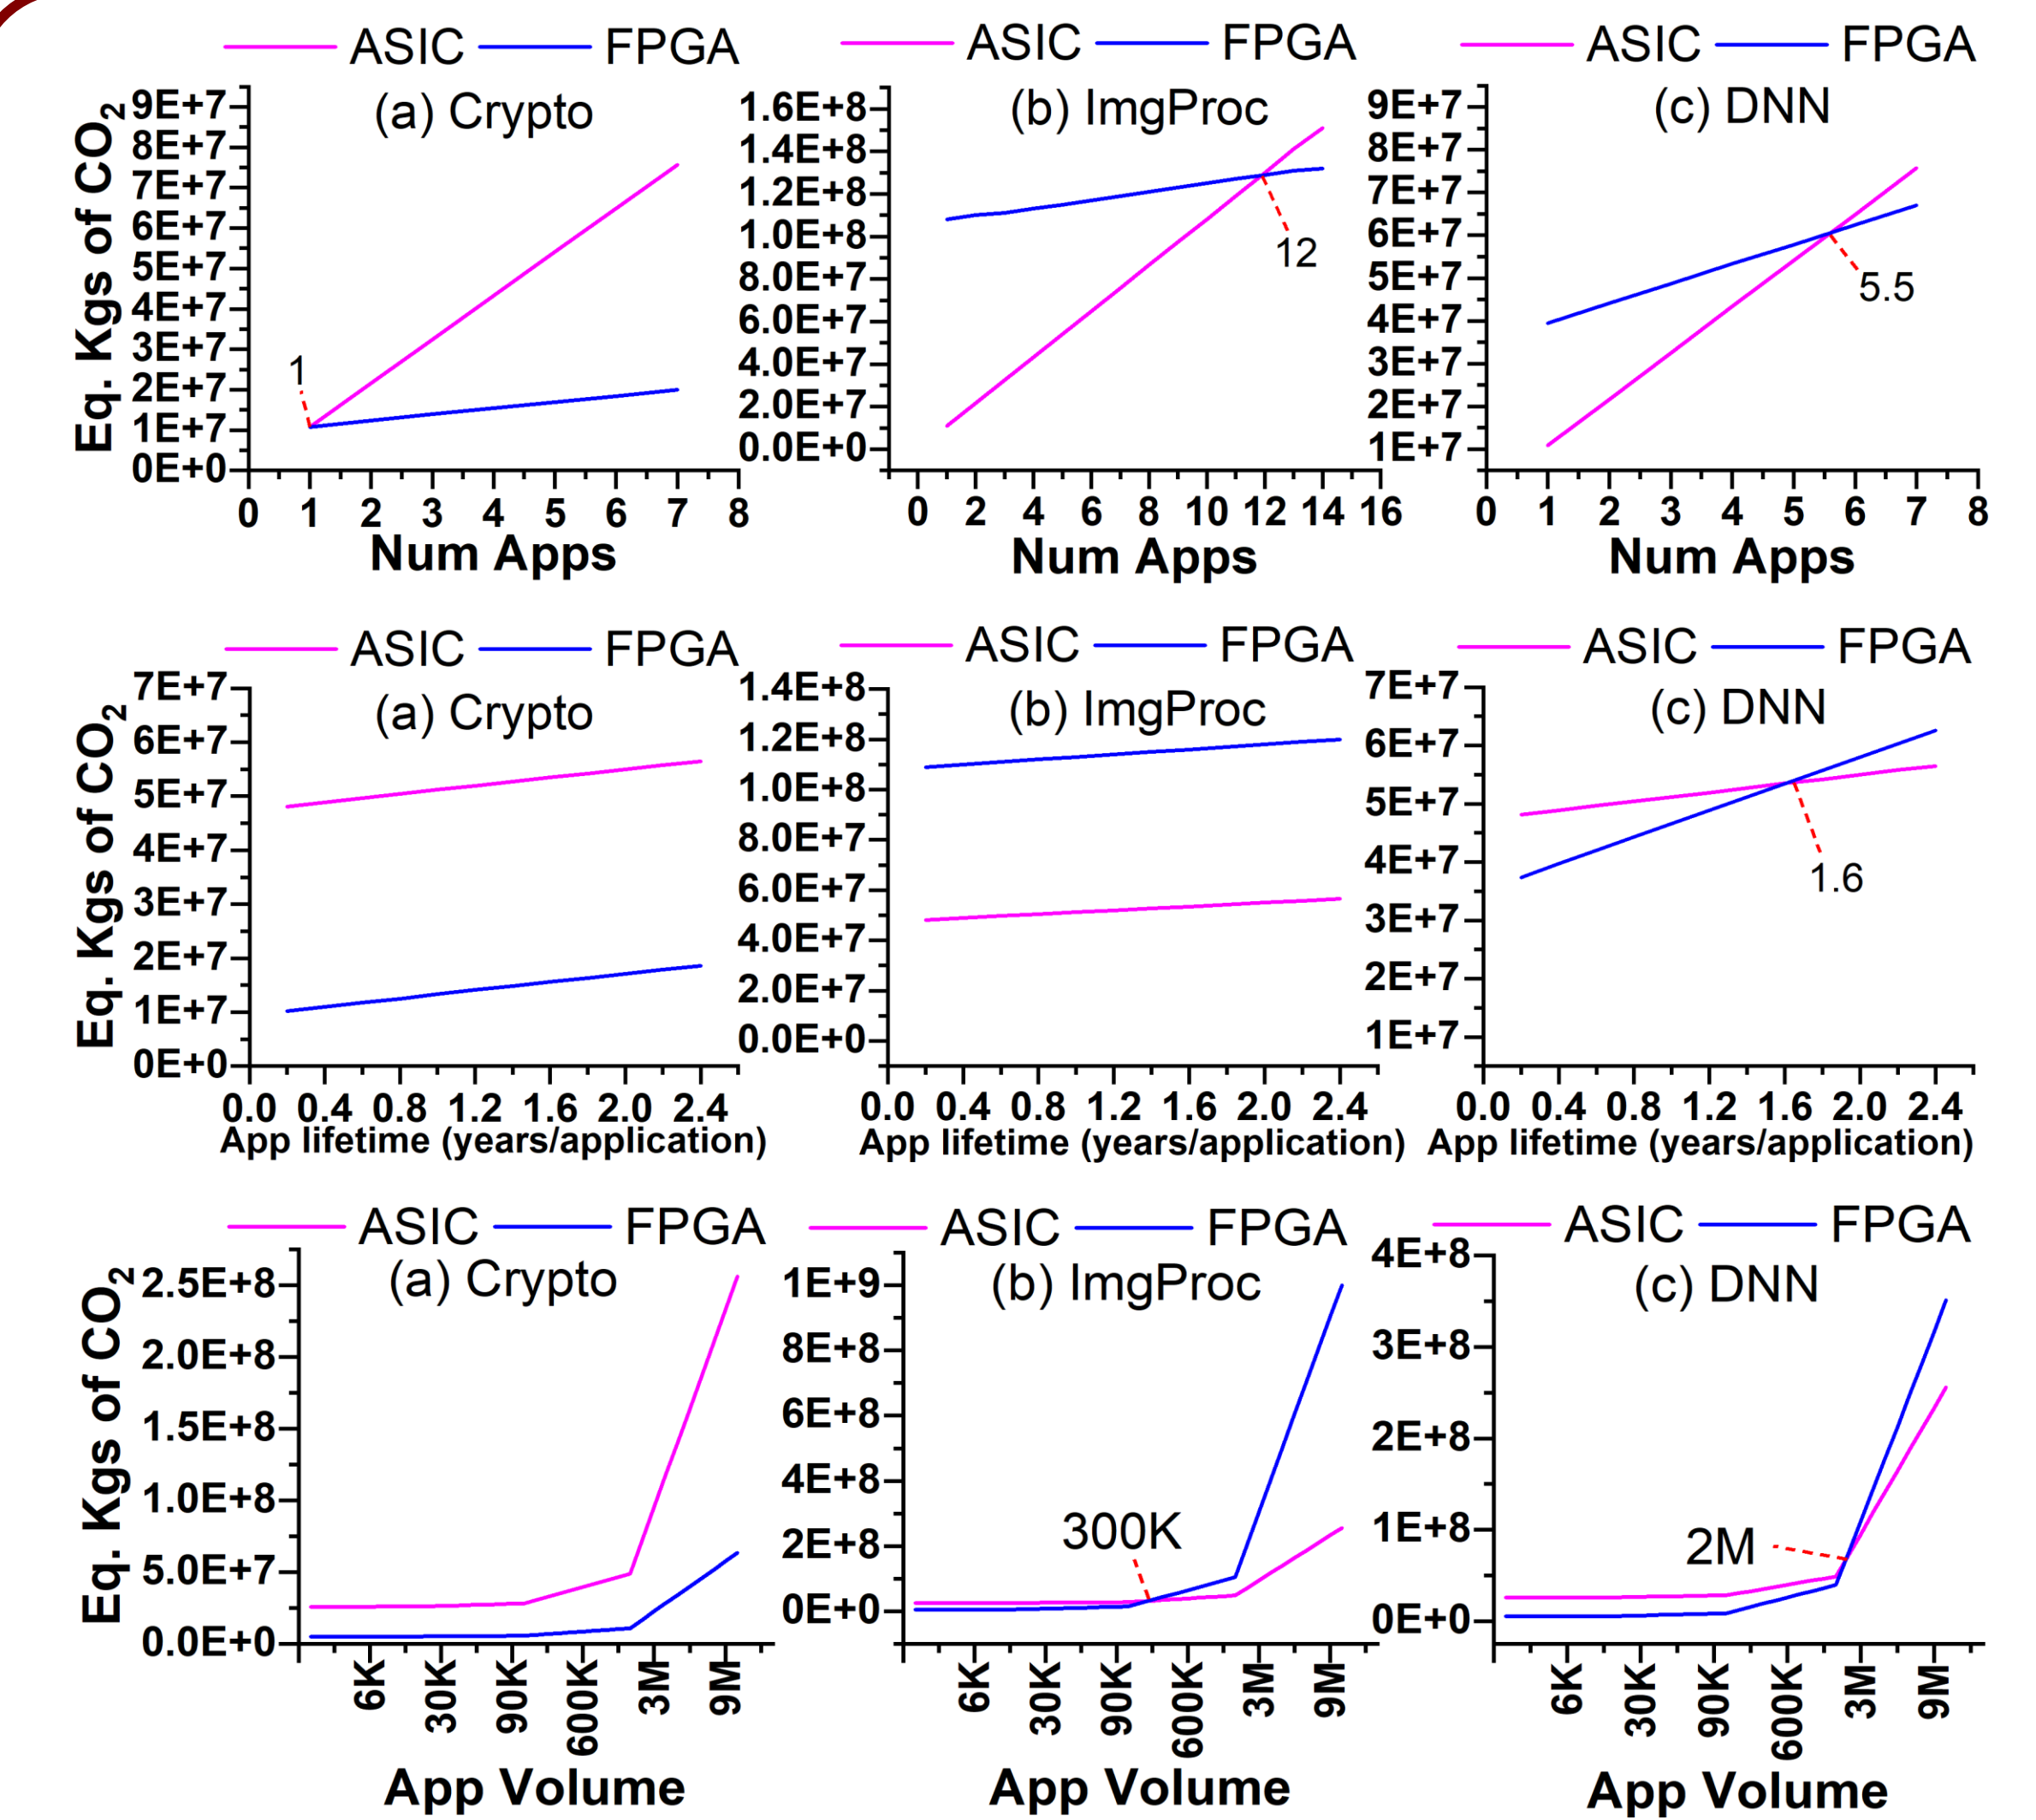 ASIC FPGA
(a) Crypto
Eq. Kgs of CO2
9E+7
8E+7
7E+7
6E+7
5E+7
4E+7
3E+7
2E+7
1E+7
0E+0
1
0 1 2 3 4 5 6 7 8
Num Apps
ASIC FPGA
(b) ImgProc
1.6E+8
1.4E+8
1.2E+8
1.0E+8
8.0E+7
6.0E+7
4.0E+7
2.0E+7
0.0E+0
12
0 2 4 6 8 10 12 14 16
Num Apps
ASIC FPGA
(c) DNN
9E+7
8E+7
7E+7
6E+7
5E+7
4E+7
3E+7
2E+7
1E+7
5.5
0 1 2 3 4 5 6 7 8
Num Apps
ASIC FPGA
(a) Crypto
Eq. Kgs of CO2
7E+7
6E+7
5E+7
4E+7
3E+7
2E+7
1E+7
0E+0
0.0 0.4 0.8 1.2 1.6 2.0 2.4
App lifetime (years/application)
ASIC FPGA
(b) ImgProc
1.4E+8
1.2E+8
1.0E+8
8.0E+7
6.0E+7
4.0E+7
2.0E+7
0.0E+0
0.0 0.4 0.8 1.2 1.6 2.0 2.4
App lifetime (years/application)
ASIC FPGA
(c) DNN
7E+7
6E+7
5E+7
4E+7
3E+7
2E+7
1E+7
1.6
0.0 0.4 0.8 1.2 1.6 2.0 2.4
App lifetime (years/application)
ASIC FPGA
(a) Crypto
Eq. Kgs of CO2
2.5E+8
2.0E+8
1.5E+8
1.0E+8
5.0E+7
0.0E+0
6K 30K 90K 600K 3M 9M
App Volume
ASIC FPGA
(b) ImgProc
1E+9
8E+8
6E+8
4E+8
2E+8
0E+0
300K
6K 30K 90K 600K 3M 9M
App Volume
ASIC FPGA
(c) DNN
4E+8
3E+8
2E+8
1E+8
0E+0
2M
6K 30K 90K 600K 3M 9M
App Volume